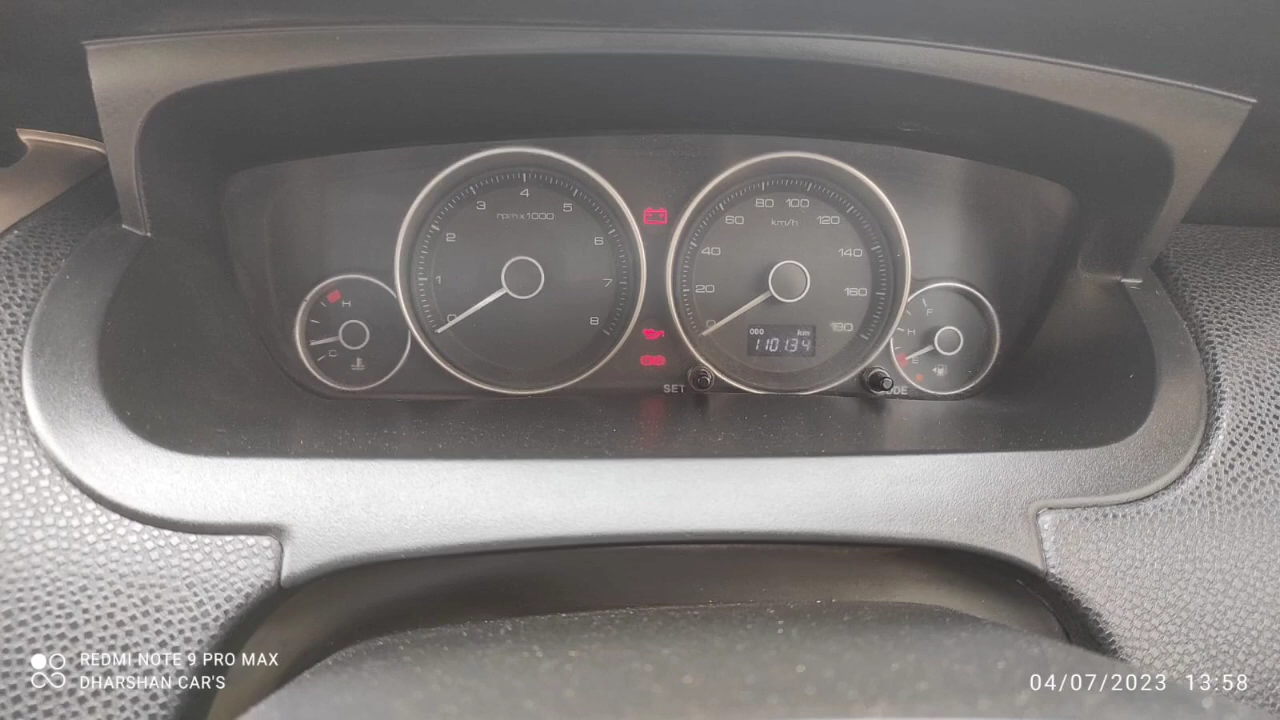 4
3
5
rpm x 1000
2
6
1
7
0
8
H
C
80
100
60
km/h
120
40
140
20
160
0
180
ODO km
110134
SET
F
H
REDMI NOTE 9 PRO MAX
DHARSHAN CAR'S
04/07/2023 13:58